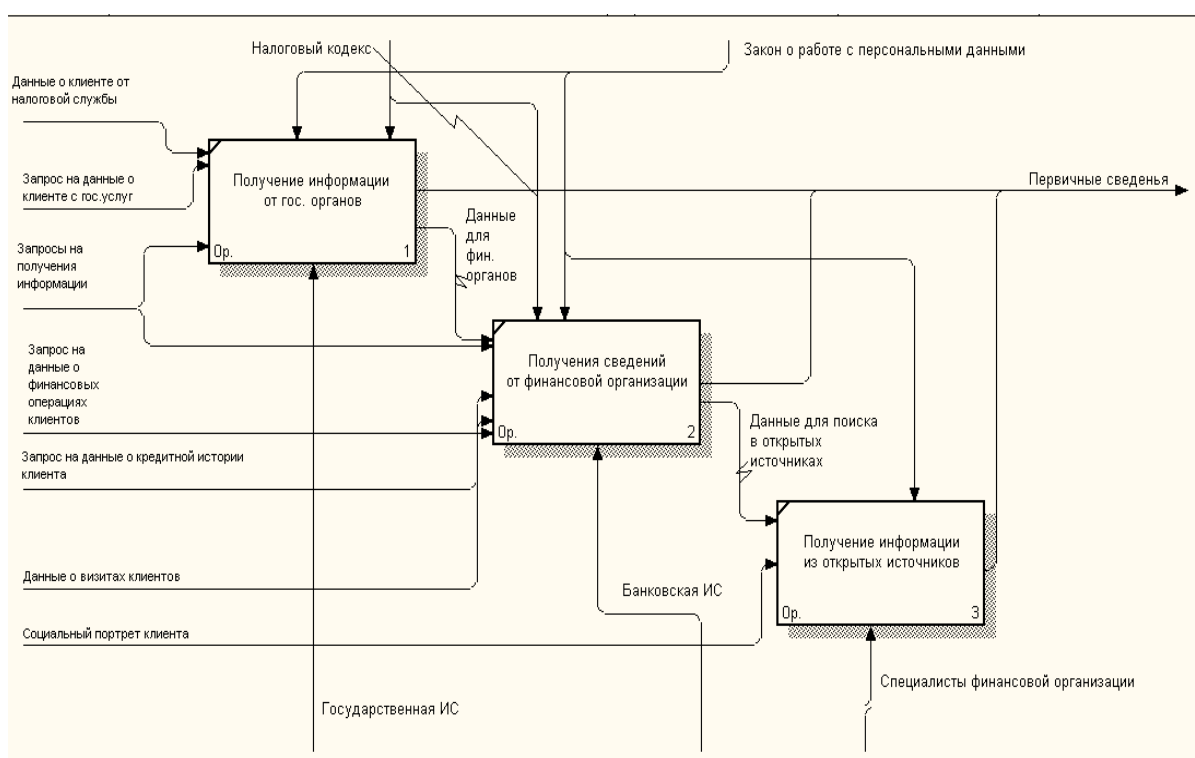 Налоговый кодекс
Закон о работе с персональными данными
Данные о клиенте от
налоговой службы
Запрос на данные о
клиенте с гос.услуг
Получение информации
от гос. органов
0р.
1
Первичные сведенья
Данные
для
фин.
органов
Запросы на
получения
информации
Запрос на
данные о
финансовых
операциях
клиентов
Получения сведений
от финансовой организации
0р.
2
Данные для поиска
в открытых
источниках
Запрос на данные о кредитной истории
клиента
Получение информации
из открытых источников
0р.
3
Данные о визитах клиентов
Банковская ИС
Социальный портрет клиента
Специалисты финансовой организации
Государственная ИС